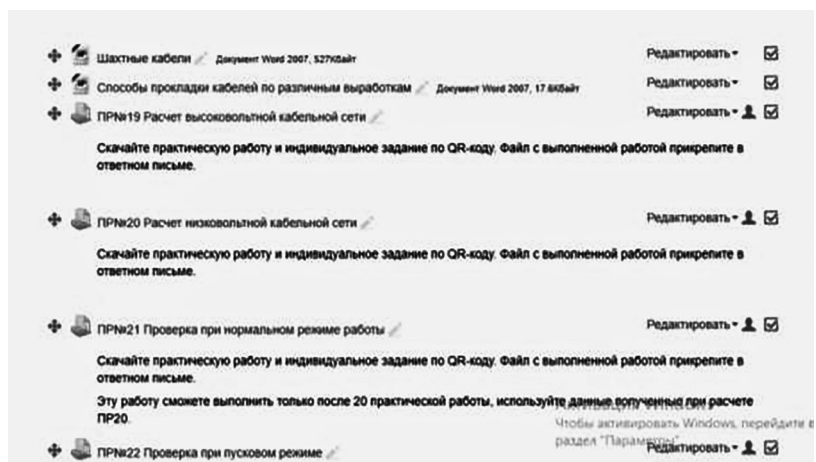 Шахтные кабели Документ Word 2007, 527Кбайт Редактировать
Способы прокладки кабелей по различным выработкам Документ Word 2007, 17.6Кбайт Редактировать
ПР№19 Расчет высоковольтной кабельной сети Редактировать
Скачайте практическую работу и индивидуальное задание по QR-коду. Файл с выполненной работой прикрепите в
ответном письме.
ПР№20 Расчет низковольтной кабельной сети Редактировать
Скачайте практическую работу и индивидуальное задание по QR-коду. Файл с выполненной работой прикрепите в
ответном письме.
ПР№21 Проверка при нормальном режиме работы Редактировать
Скачайте практическую работу и индивидуальное задание по QR-коду. Файл с выполненной работой прикрепите в
ответном письме.
Эту работу сможете выполнить только после 20 практической работы, используйте данные полученные при расчете
ПР20.
Активация Windows
Чтобы активировать Windows, перейдите в
раздел "Параметры"
ПР№22 Проверка при пусковом режиме Редактировать